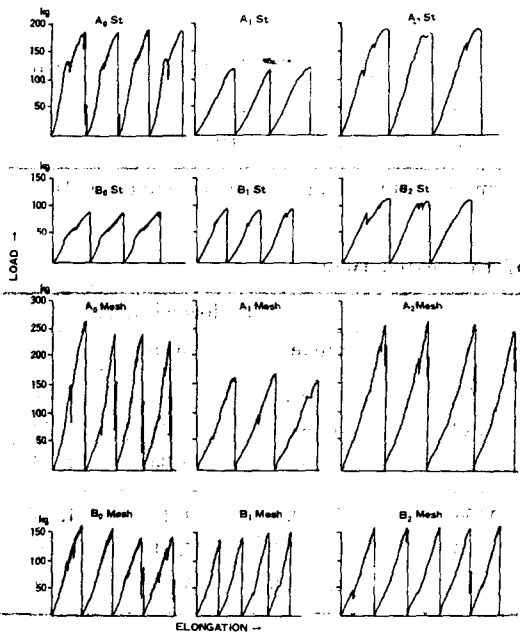 kg
A₀ St
A₁ St
A₂ St
200
150
100
50
kg
B₀ St
B₁ St
B₂ St
150
100
50
LOAD →
kg
A₀ Mesh
A₁ Mesh
A₂ Mesh
300
250
200
150
100
50
kg
B₀ Mesh
B₁ Mesh
B₂ Mesh
150
100
50
ELONGATION →